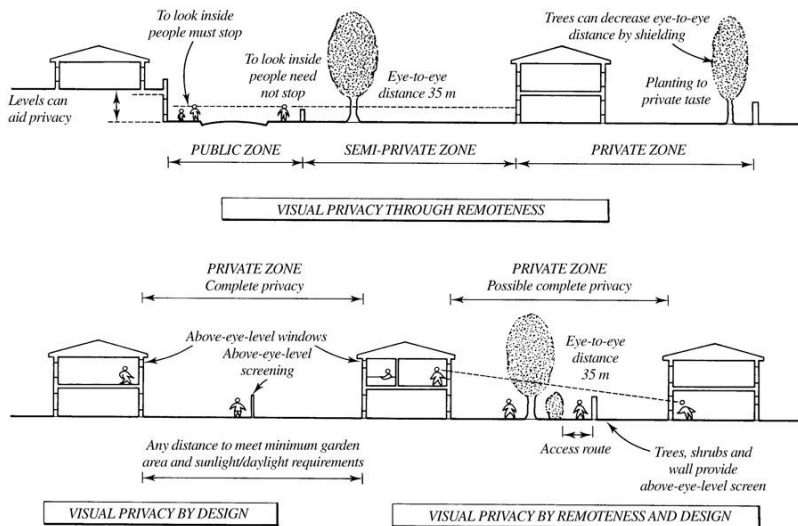 To look inside
people must stop
To look inside
people need
not stop
Eye-to-eye
distance 35 m
Trees can decrease eye-to-eye
distance by shielding
Planting to
private taste
Levels can
aid privacy
PUBLIC ZONE
SEMI-PRIVATE ZONE
PRIVATE ZONE
VISUAL PRIVACY THROUGH REMOTENESS
PRIVATE ZONE
Complete privacy
PRIVATE ZONE
Possible complete privacy
Above-eye-level windows
Above-eye-level
screening
Eye-to-eye
distance
35 m
Any distance to meet minimum garden
area and sunlight/daylight requirements
Access route
Trees, shrubs and
wall provide
above-eye-level screen
VISUAL PRIVACY BY DESIGN
VISUAL PRIVACY BY REMOTENESS AND DESIGN